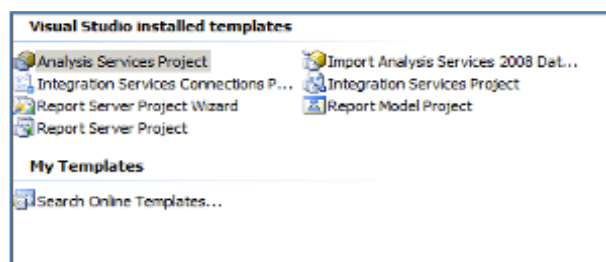 Visual Studio installed templates
Analysis Services Project
Import Analysis Services 2008 Dat...
Integration Services Connections P...
Integration Services Project
Report Server Project Wizard
Report Model Project
Report Server Project
My Templates
Search Online Templates...